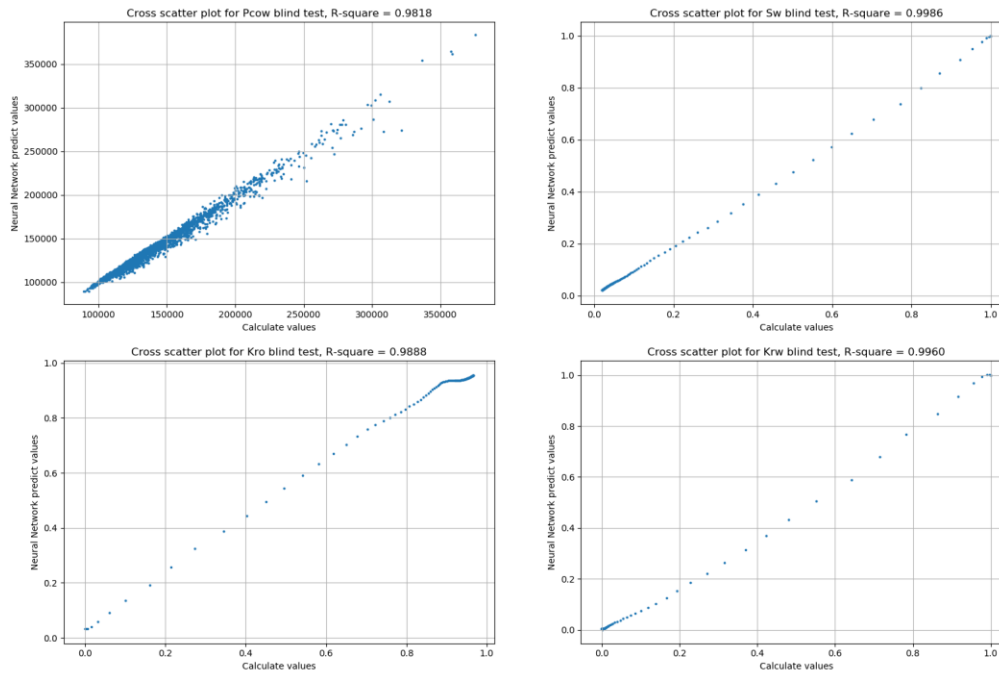 Cross scatter plot for Pcow blind test, R-square = 0.9818
350000
300000
250000
200000
150000
100000
Neural Network predict values
100000 150000 200000 250000 300000 350000
Calculate values
Cross scatter plot for Sw blind test, R-square = 0.9986
1.0
0.8
0.6
0.4
0.2
0.0
Neural Network predict values
0.0 0.2 0.4 0.6 0.8 1.0
Calculate values
Cross scatter plot for Kro blind test, R-square = 0.9888
1.0
0.8
0.6
0.4
0.2
0.0
Neural Network predict values
0.0 0.2 0.4 0.6 0.8 1.0
Calculate values
Cross scatter plot for Krw blind test, R-square = 0.9960
1.0
0.8
0.6
0.4
0.2
0.0
Neural Network predict values
0.0 0.2 0.4 0.6 0.8 1.0
Calculate values